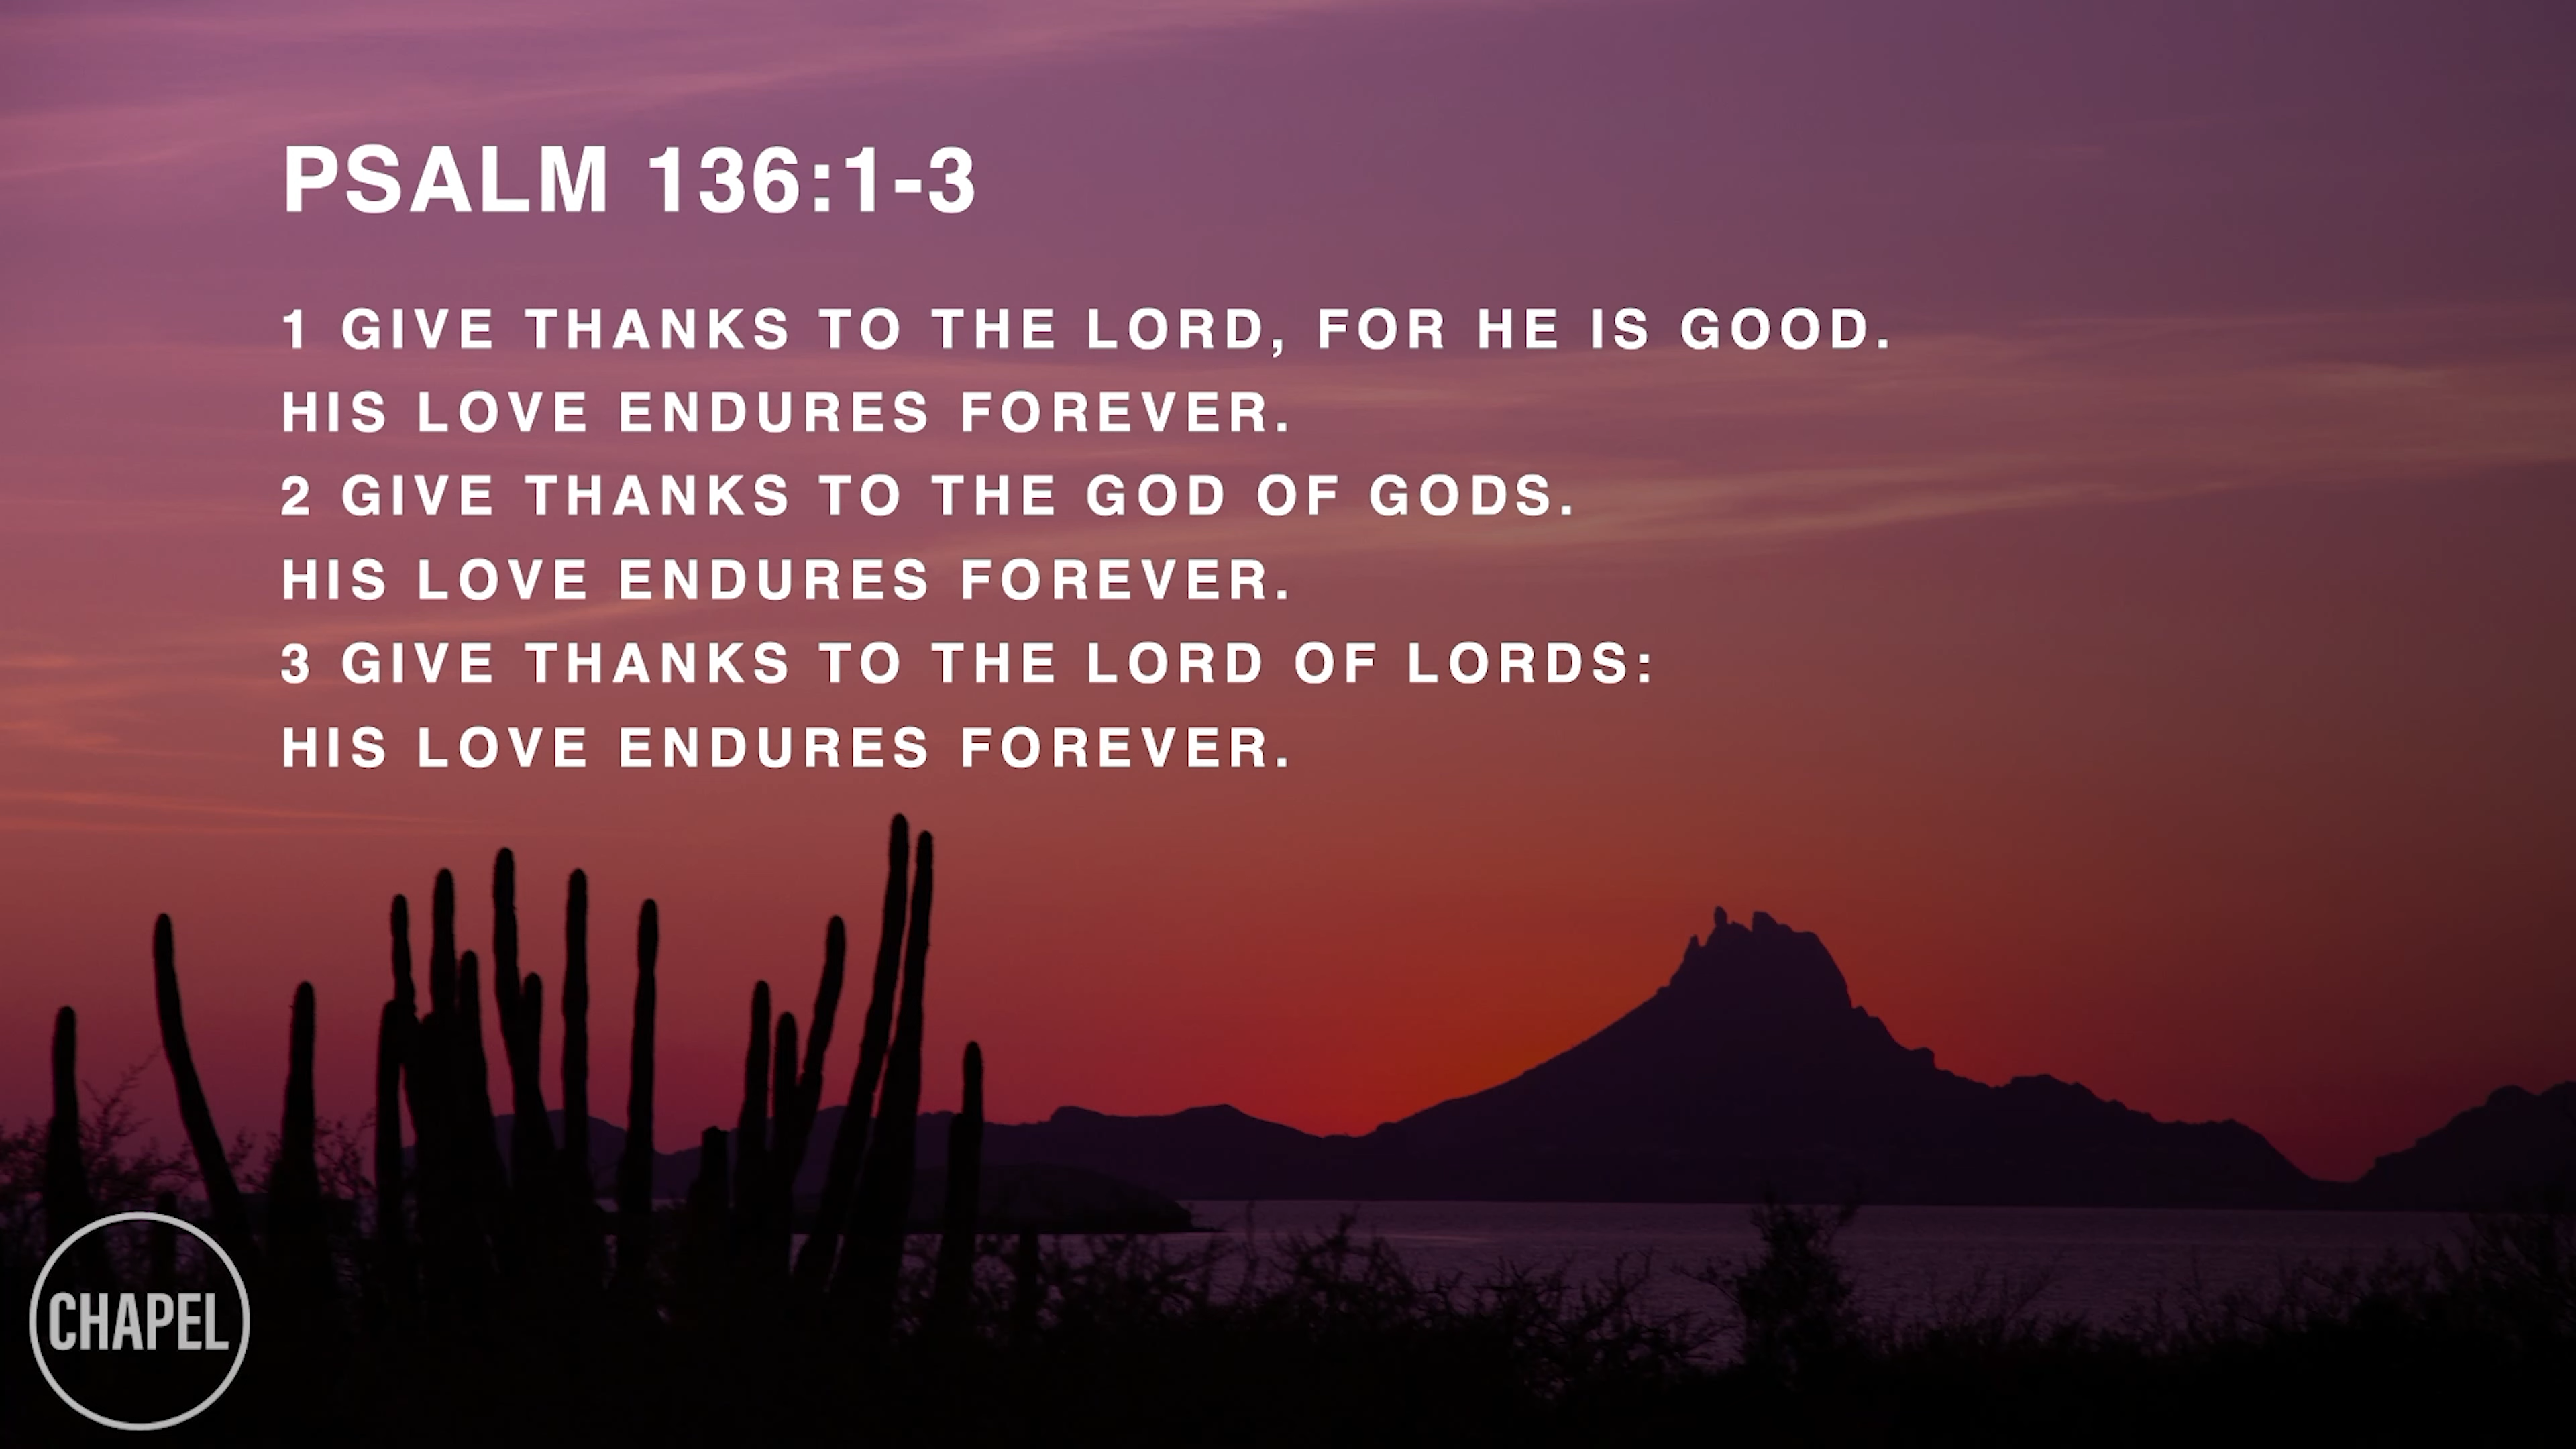 PSALM 136:1-3
1 GIVE THANKS TO THE LORD, FOR HE IS GOOD.
HIS LOVE ENDURES FOREVER.
2 GIVE THANKS TO THE GOD OF GODS.
HIS LOVE ENDURES FOREVER.
3 GIVE THANKS TO THE LORD OF LORDS:
HIS LOVE ENDURES FOREVER.
CHAPEL